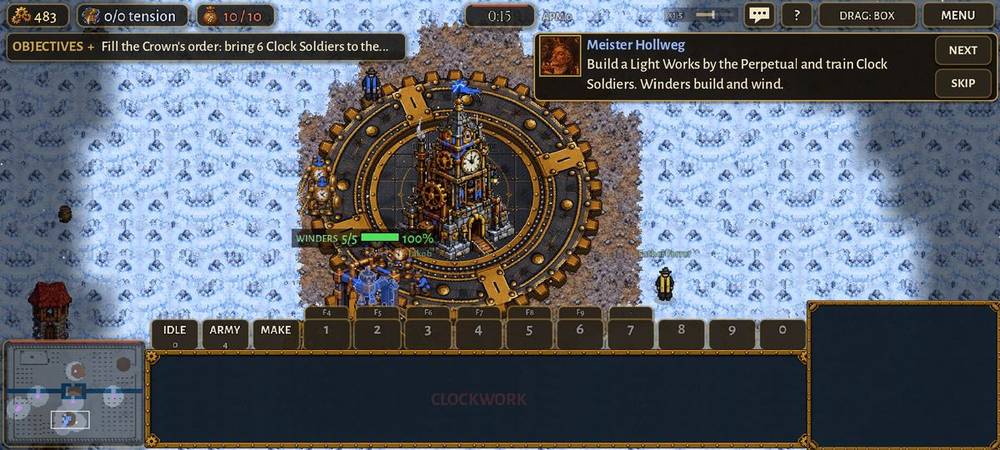 483
0/0 tension
10/10
0:15
APM:0
?
DRAG: BOX
MENU
OBJECTIVES + Fill the Crown's order: bring 6 Clock Soldiers to the...
Meister Hollweg
Build a Light Works by the Perpetual and train Clock
Soldiers. Winders build and wind.
NEXT
SKIP
WINDERS 5/5 100%
F4 F5 F6 F7 F8 F9
IDLE
0
ARMY
4
MAKE
1 2 3 4 5 6 7 8 9 0
CLOCKWORK